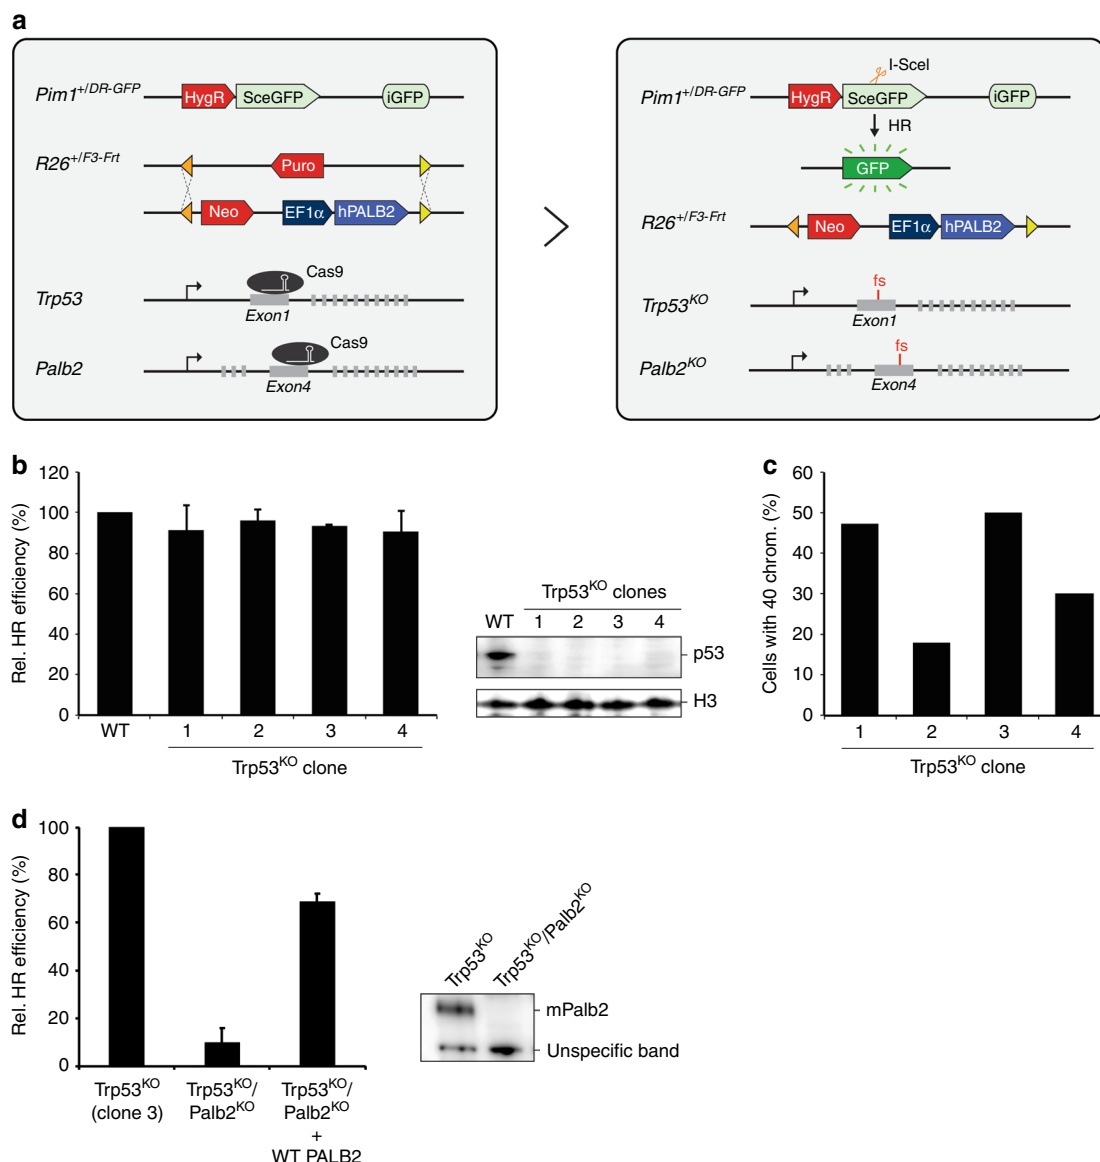 a
Pim1+/DR-GFP
HygR
SceGFP
iGFP
R26+/F3-Frt
Puro
Neo
EF1α
hPALB2
Trp53
Cas9
Exon1
Palb2
Cas9
Exon4
>
Pim1+/DR-GFP
HygR
I-SceI
SceGFP
iGFP
HR
GFP
R26+/F3-Frt
Neo
EF1α
hPALB2
Trp53KO
fs
Exon1
Palb2KO
fs
Exon4
b
Rel. HR efficiency (%)
120
100
80
60
40
20
0
WT 1 2 3 4
Trp53KO clone
Trp53KO clones
WT 1 2 3 4
p53
H3
c
Cells with 40 chrom. (%)
60
50
40
30
20
10
0
1 2 3 4
Trp53KO clone
d
Rel. HR efficiency (%)
100
80
60
40
20
0
Trp53KO
(clone 3)
Trp53KO/
Palb2KO
Trp53KO/
Palb2KO
+
WT PALB2
Trp53KO
Trp53KO/Palb2KO
mPalb2
Unspecific band